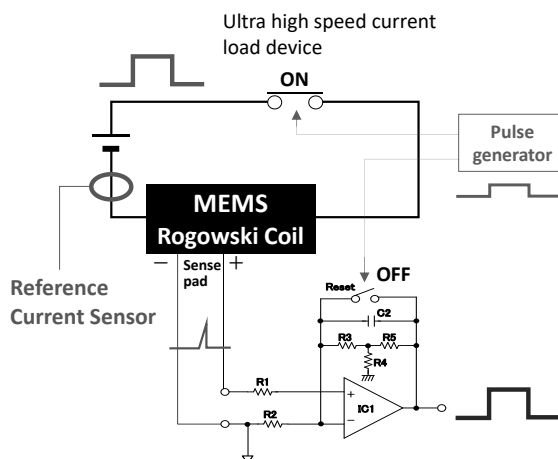 Ultra high speed current
load device
ON
Pulse
generator
MEMS
Rogowski Coil
− Sense +
pad
Reference
Current Sensor
OFF
Reset
C2
R3 R5
R4
R1
+
IC1
R2
−